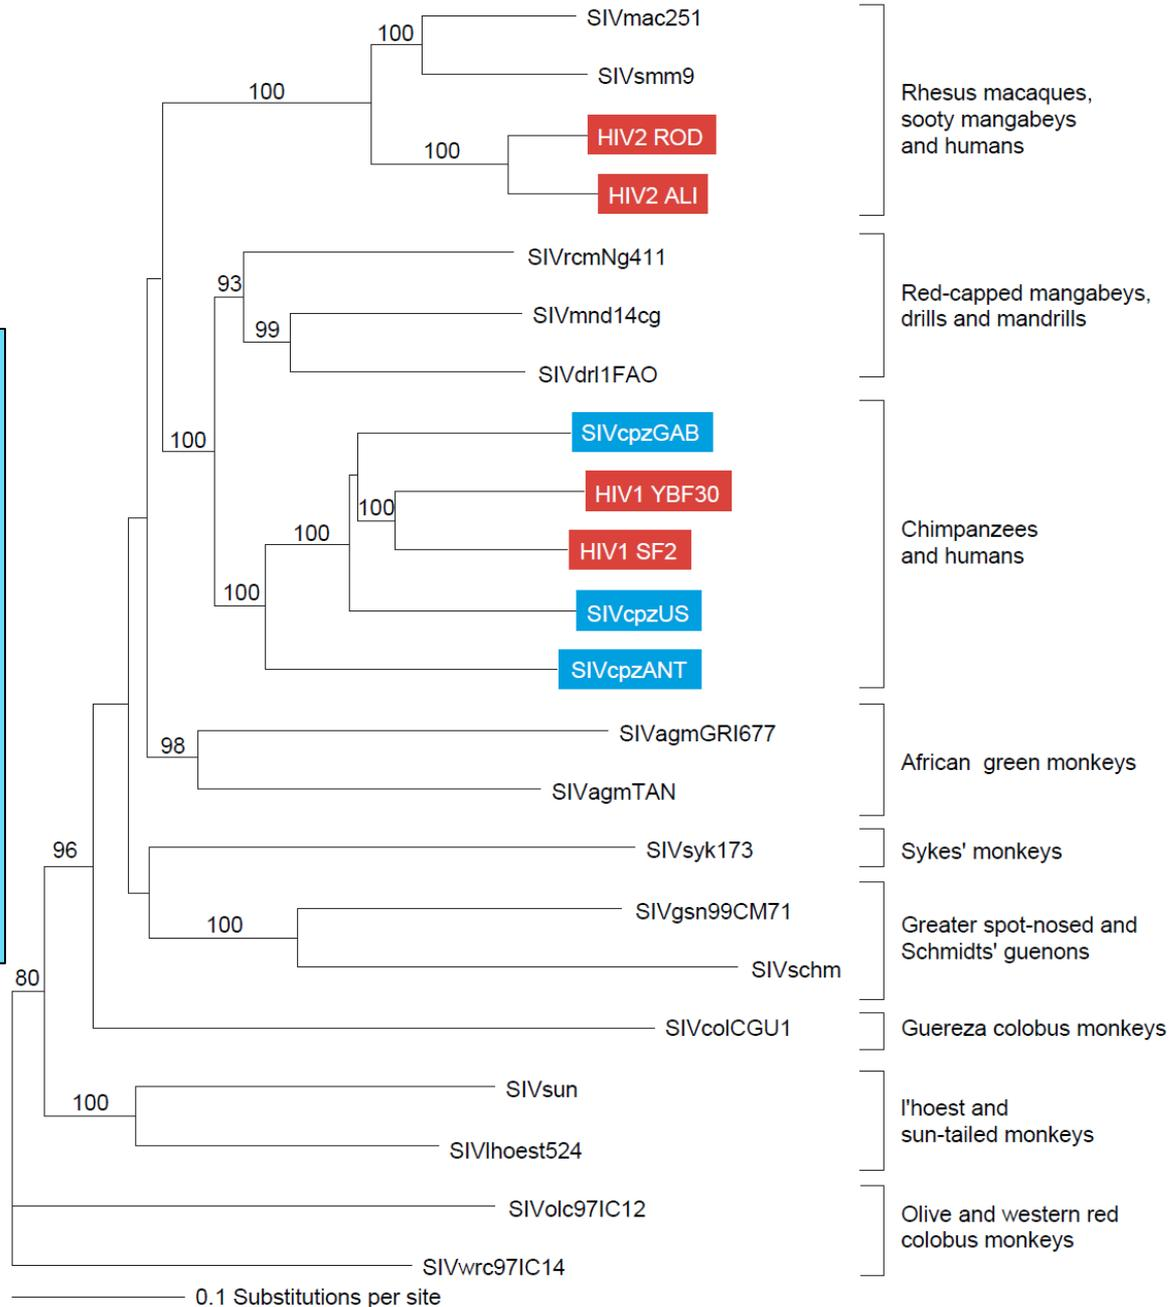 SIVmac251
100
SIVsmm9
100
Rhesus macaques,
sooty mangabeys
and humans
HIV2 ROD
100
HIV2 ALI
SIVrcmNg411
93
Red-capped mangabeys,
drills and mandrills
SIVmnd14cg
99
SIVdrl1FAO
100
SIVcpzGAB
HIV1 YBF30
100
100
HIV1 SF2
Chimpanzees
and humans
100
SIVcpzUS
SIVcpzANT
SIVagmGRI677
98
African  green monkeys
SIVagmTAN
96
SIVsyk173
Sykes' monkeys
SIVgsn99CM71
100
Greater spot-nosed and
Schmidts' guenons
SIVschm
80
SIVcolCGU1
Guereza colobus monkeys
SIVsun
100
l'hoest and
sun-tailed monkeys
SIVlhoest524
SIVolc97IC12
Olive and western red
colobus monkeys
SIVwrc97IC14
0.1 Substitutions per site